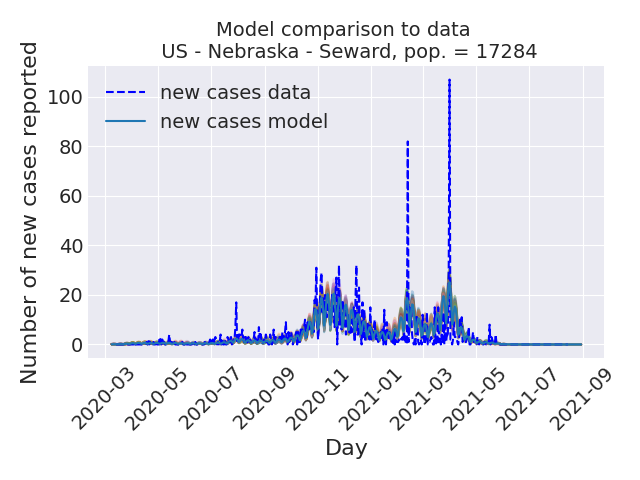 Model comparison to data
US - Nebraska - Seward, pop. = 17284
Number of new cases reported
100
80
60
40
20
0
new cases data
new cases model
2020-03
2020-05
2020-07
2020-09
2020-11
2021-01
2021-03
2021-05
2021-07
2021-09
Day